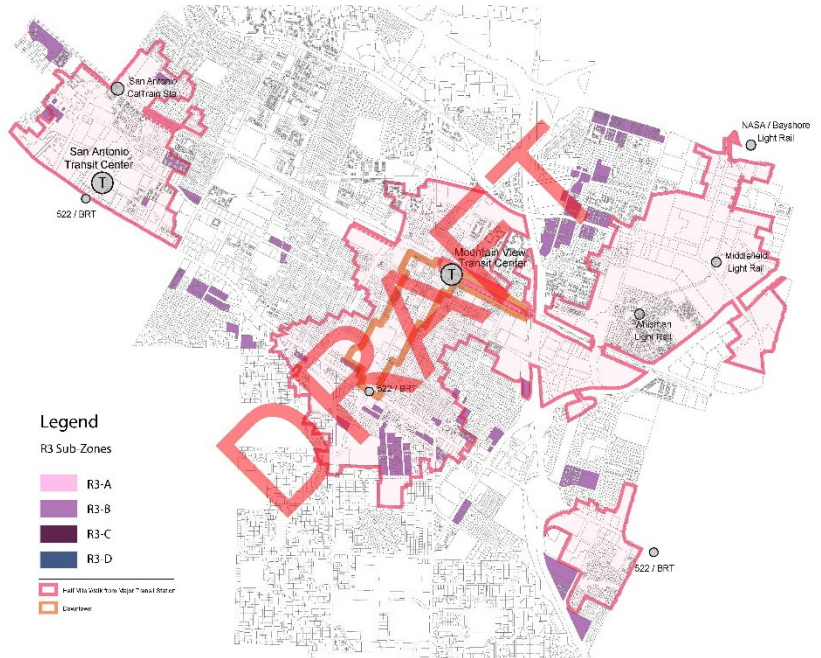 San Antonio
CalTrain Sta.
San Antonio
Transit Center
T
522 / BRT
NASA / Bayshore
Light Rail
Mountain View
Transit Center
T
Middlefield
Light Rail
Whisman
Light Rail
522 / BRT
522 / BRT
DRAFT
Legend
R3 Sub-Zones
R3-A
R3-B
R3-C
R3-D
Half Mile Walk from Major Transit Station
Downtown